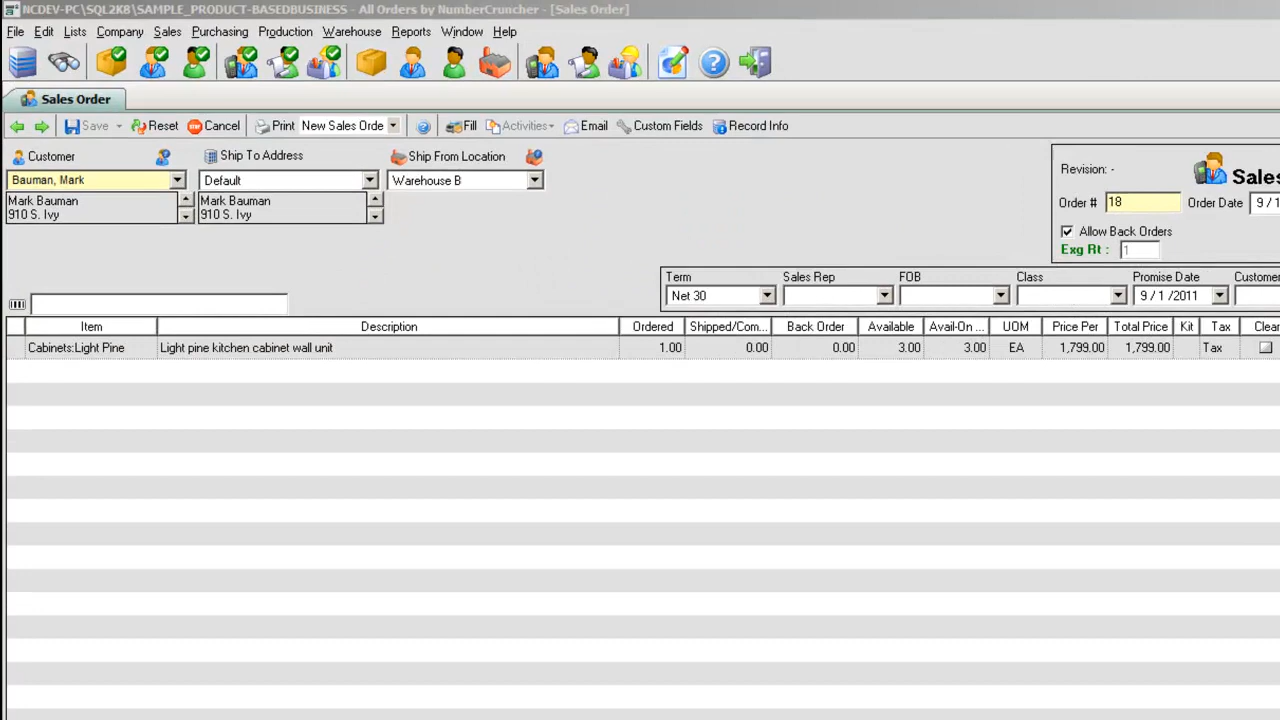 NCDEV-PC\SQL2K8\SAMPLE_PRODUCT-BASEDBUSINESS - All Orders by NumberCruncher - [Sales Order]
File Edit Lists Company Sales Purchasing Production Warehouse Reports Window Help
Sales Order
Save Reset Cancel Print New Sales Orde Fill Activities Email Custom Fields Record Info
Customer Ship To Address Ship From Location
Bauman, Mark Default Warehouse B
Mark Bauman Mark Bauman
910 S. Ivy 910 S. Ivy
Revision: - Sales
Order # 18 Order Date 9 / 1
Allow Back Orders
Exg Rt : 1
Term Sales Rep FOB Class Promise Date Customer
Net 30 9 / 1 /2011
Item Description Ordered Shipped/Com... Back Order Available Avail-On ... UOM Price Per Total Price Kit Tax Clear
Cabinets:Light Pine Light pine kitchen cabinet wall unit 1.00 0.00 0.00 3.00 3.00 EA 1,799.00 1,799.00 Tax